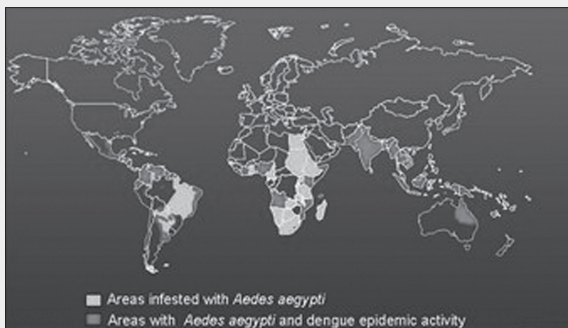 Areas infested with Aedes aegypti
Areas with Aedes aegypti and dengue epidemic activity